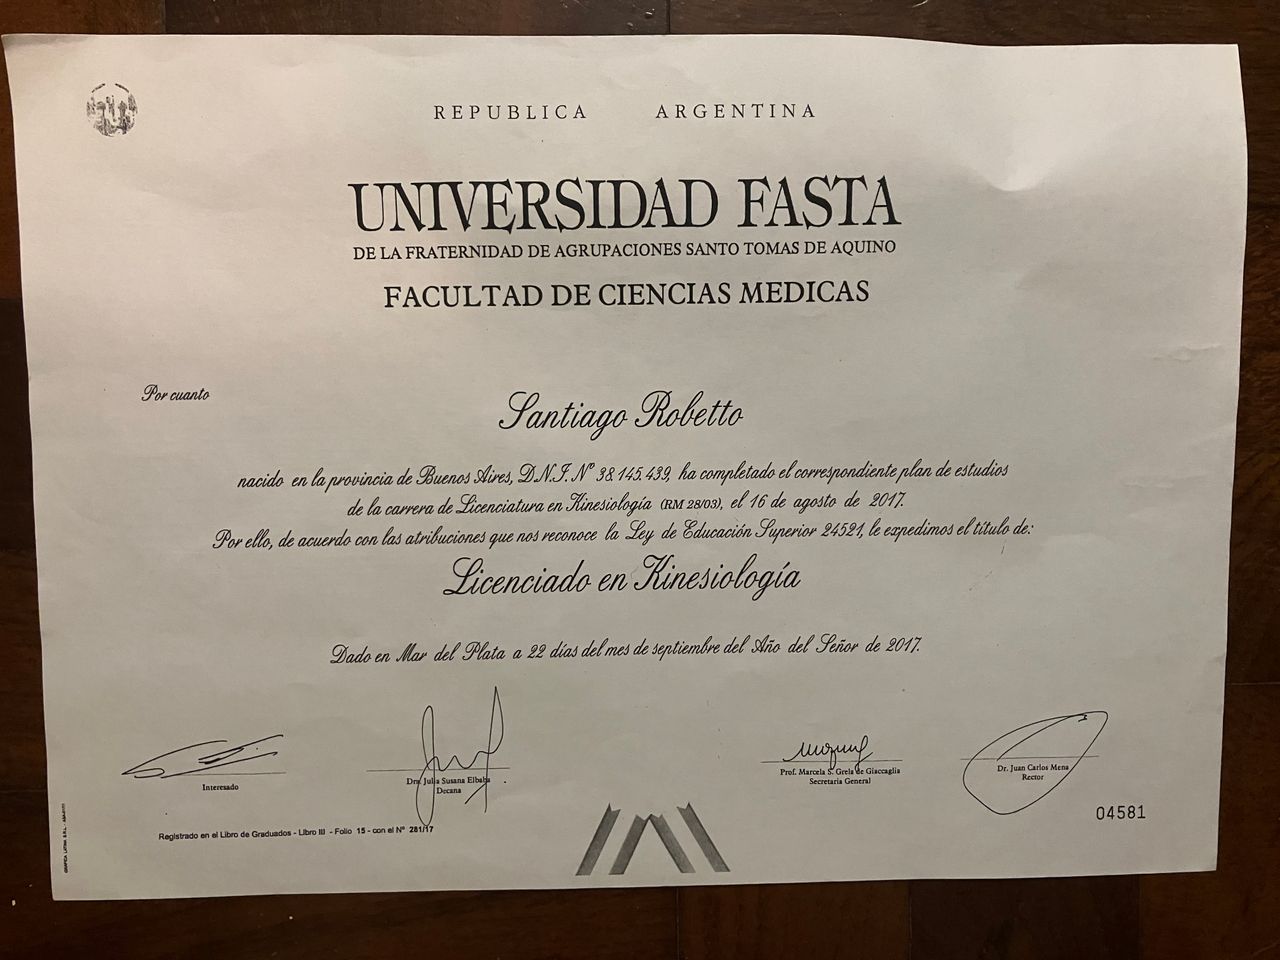 REPUBLICA ARGENTINA
UNIVERSIDAD FASTA
DE LA FRATERNIDAD DE AGRUPACIONES SANTO TOMAS DE AQUINO
FACULTAD DE CIENCIAS MEDICAS
Por cuanto
Santiago Robetto
nacido en la provincia de Buenos Aires, D.N.I. Nº 38.145.439, ha completado el correspondiente plan de estudios
de la carrera de Licenciatura en Kinesiología (RM 28/03), el 16 de agosto de 2017.
Por ello, de acuerdo con las atribuciones que nos reconoce la Ley de Educación Superior 24521, le expedimos el título de:
Licenciado en Kinesiología
Dado en Mar del Plata a 22 días del mes de septiembre del Año del Señor de 2017.
Interesado
Dra. Julia Susana Elbaba
Decana
Prof. Marcela S. Grela de Giaccaglia
Secretaria General
Dr. Juan Carlos Mena
Rector
04581
Registrado en el Libro de Graduados - Libro III - Folio 15 - con el Nº 281/17
GRAFICA LATINA S.R.L.